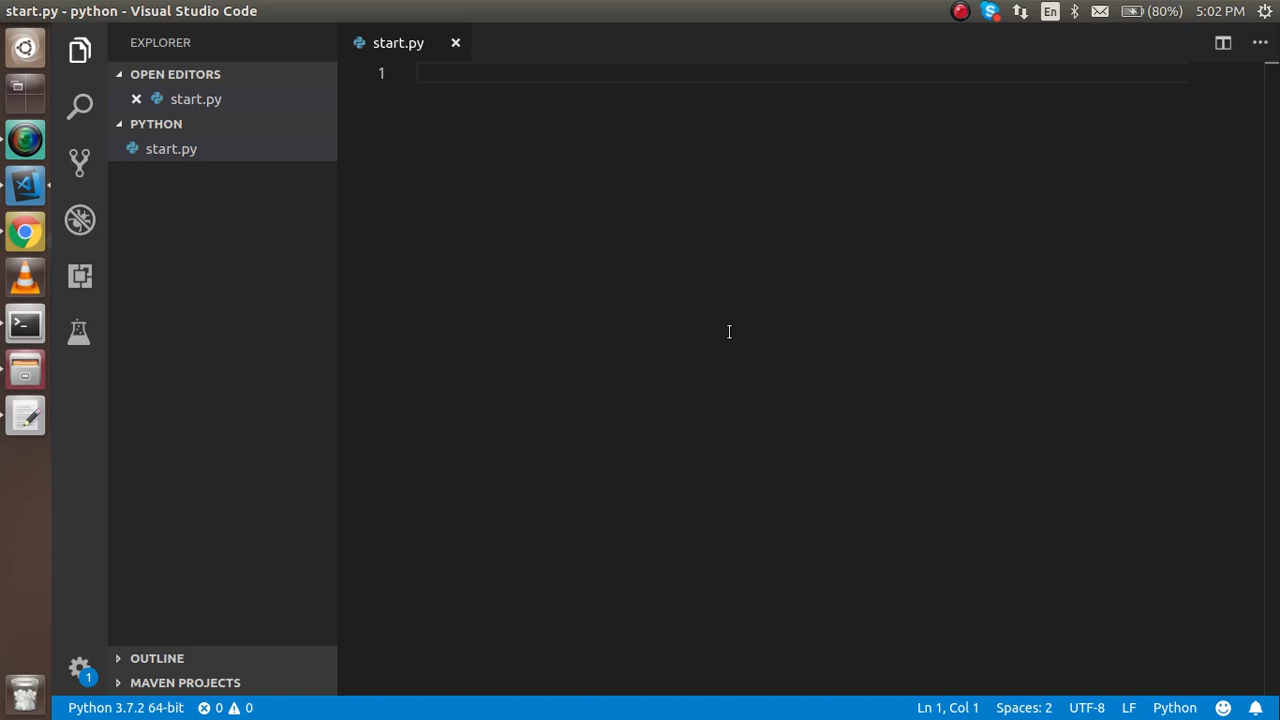 start.py - python - Visual Studio Code
En
(80%)
5:02 PM
EXPLORER
OPEN EDITORS
start.py
PYTHON
start.py
OUTLINE
MAVEN PROJECTS
start.py
1
1
Python 3.7.2 64-bit
0
0
Ln 1, Col 1
Spaces: 2
UTF-8
LF
Python